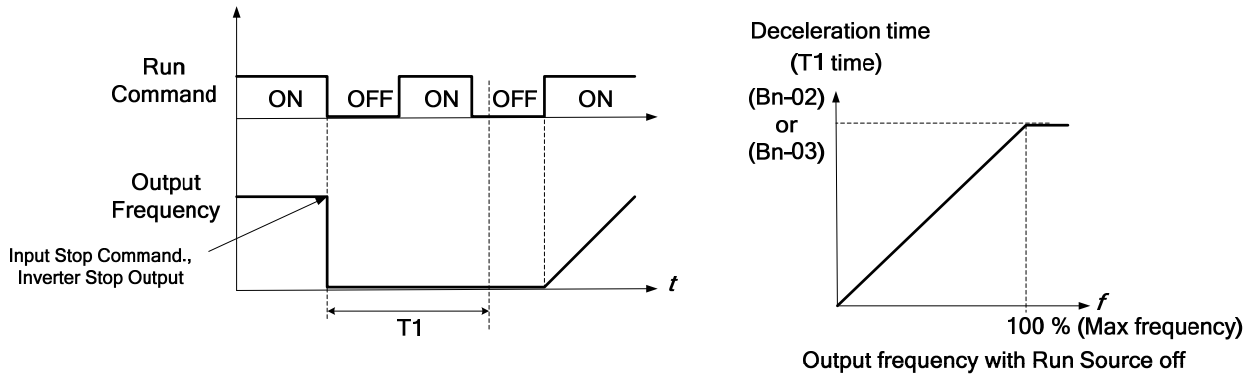 Run
Command
ON
OFF
ON
OFF
ON
Output
Frequency
Input Stop Command.,
Inverter Stop Output
t
T1
Deceleration time
(T1 time)
(Bn-02)
or
(Bn-03)
f
100 % (Max frequency)
Output frequency with Run Source off